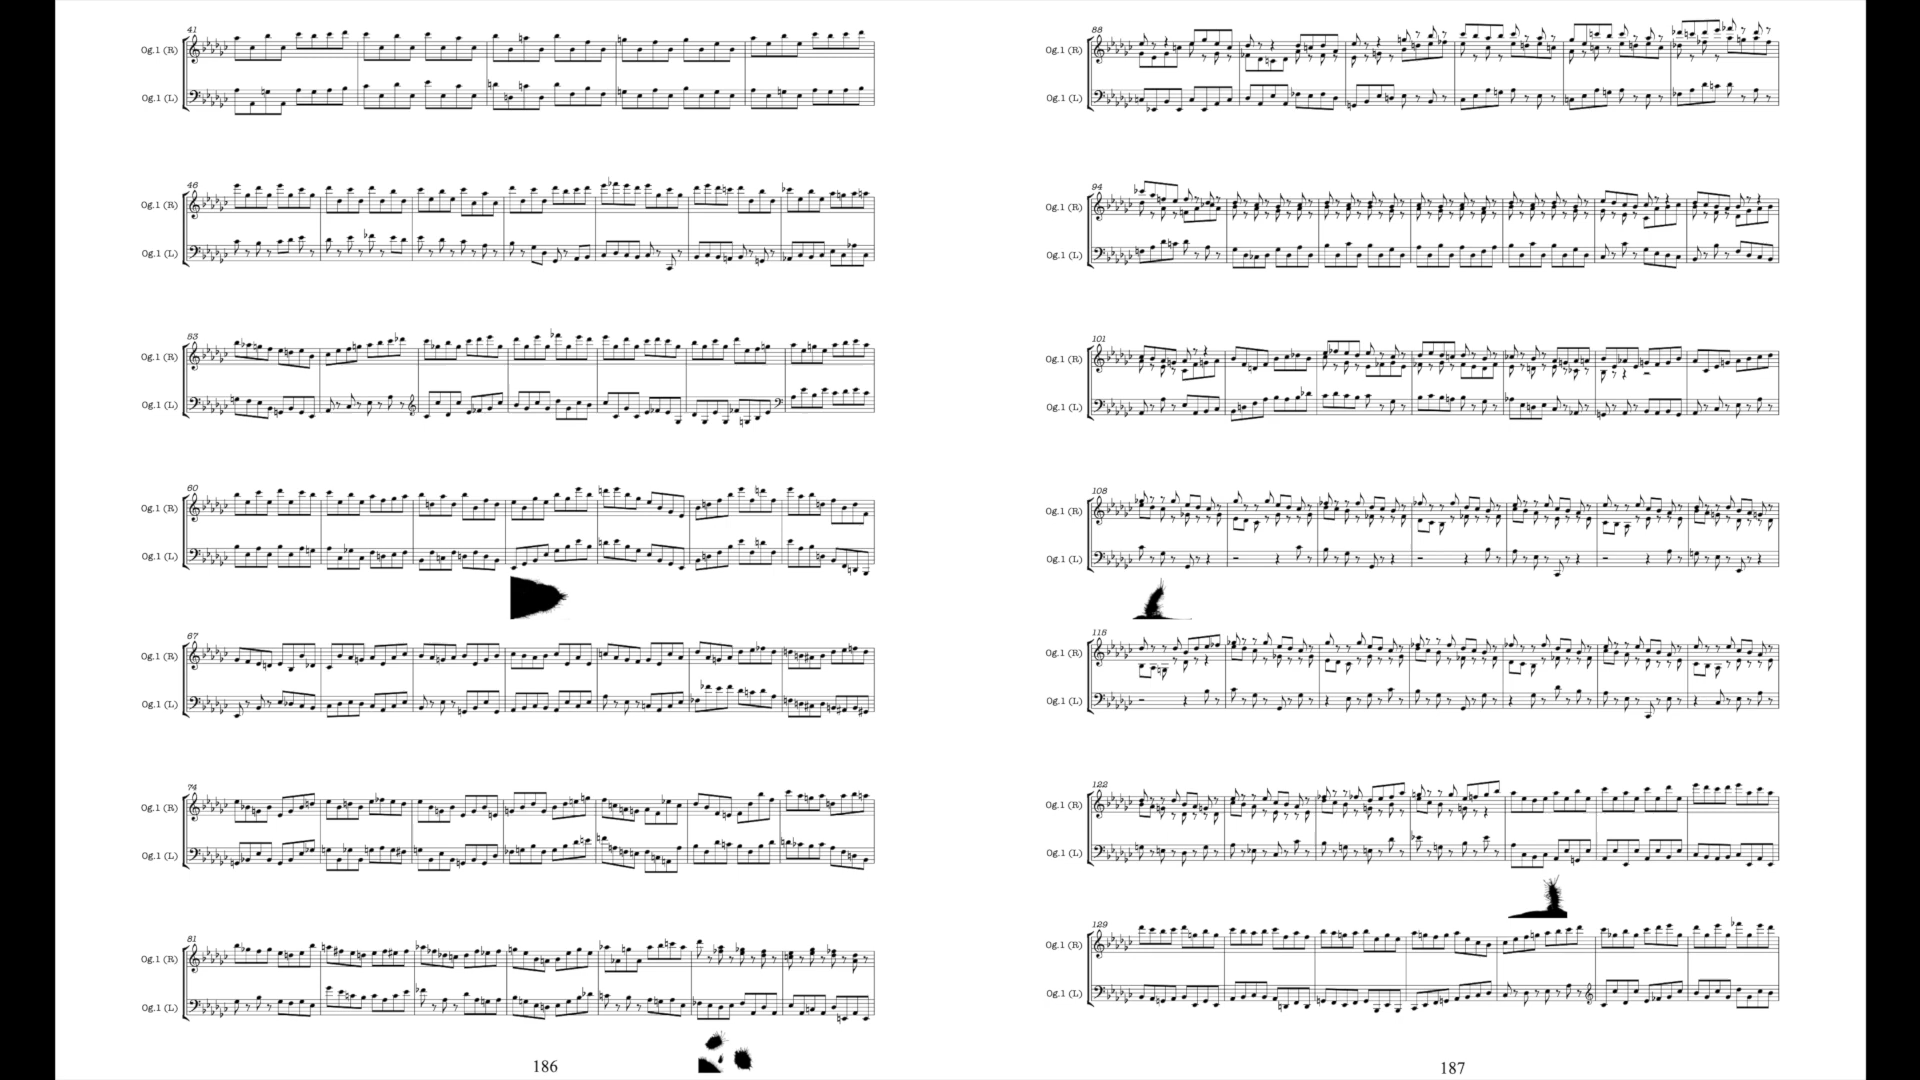 41
Og.1 (R)
Og.1 (L)
46
Og.1 (R)
Og.1 (L)
53
Og.1 (R)
Og.1 (L)
60
Og.1 (R)
Og.1 (L)
67
Og.1 (R)
Og.1 (L)
74
Og.1 (R)
Og.1 (L)
81
Og.1 (R)
Og.1 (L)
186
88
Og.1 (R)
Og.1 (L)
94
Og.1 (R)
Og.1 (L)
101
Og.1 (R)
Og.1 (L)
108
Og.1 (R)
Og.1 (L)
115
Og.1 (R)
Og.1 (L)
122
Og.1 (R)
Og.1 (L)
129
Og.1 (R)
Og.1 (L)
187